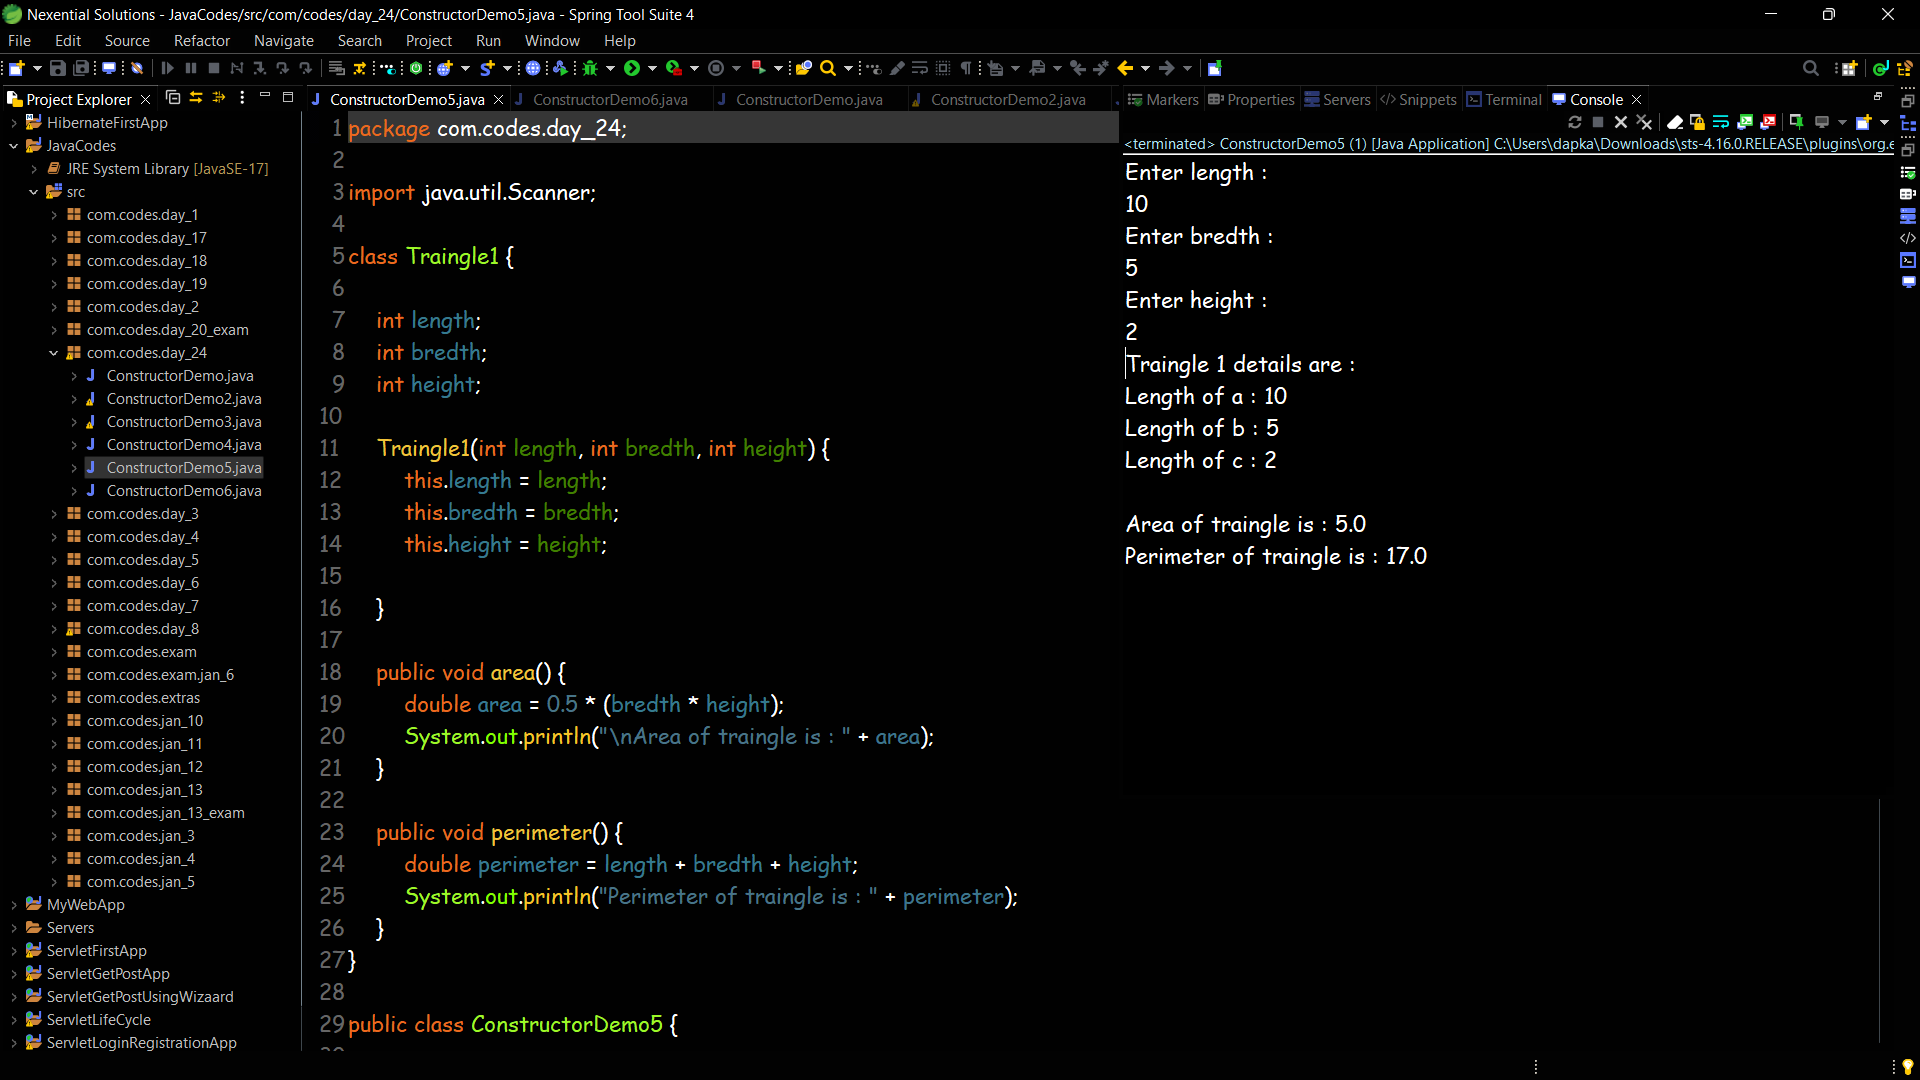 Nexential Solutions - JavaCodes/src/com/codes/day_24/ConstructorDemo5.java - Spring Tool Suite 4
File Edit Source Refactor Navigate Search Project Run Window Help
Project Explorer
HibernateFirstApp
JavaCodes
JRE System Library [JavaSE-17]
src
com.codes.day_1
com.codes.day_17
com.codes.day_18
com.codes.day_19
com.codes.day_2
com.codes.day_20_exam
com.codes.day_24
ConstructorDemo.java
ConstructorDemo2.java
ConstructorDemo3.java
ConstructorDemo4.java
ConstructorDemo5.java
ConstructorDemo6.java
com.codes.day_3
com.codes.day_4
com.codes.day_5
com.codes.day_6
com.codes.day_7
com.codes.day_8
com.codes.exam
com.codes.exam.jan_6
com.codes.extras
com.codes.jan_10
com.codes.jan_11
com.codes.jan_12
com.codes.jan_13
com.codes.jan_13_exam
com.codes.jan_3
com.codes.jan_4
com.codes.jan_5
MyWebApp
Servers
ServletFirstApp
ServletGetPostApp
ServletGetPostUsingWizaard
ServletLifeCycle
ServletLoginRegistrationApp
ConstructorDemo5.java ConstructorDemo6.java ConstructorDemo.java ConstructorDemo2.java
1 package com.codes.day_24;
2
3 import java.util.Scanner;
4
5 class Traingle1 {
6
7 int length;
8 int bredth;
9 int height;
10
11 Traingle1(int length, int bredth, int height) {
12 this.length = length;
13 this.bredth = bredth;
14 this.height = height;
15
16 }
17
18 public void area() {
19 double area = 0.5 * (bredth * height);
20 System.out.println("\nArea of traingle is : " + area);
21 }
22
23 public void perimeter() {
24 double perimeter = length + bredth + height;
25 System.out.println("Perimeter of traingle is : " + perimeter);
26 }
27 }
28
29 public class ConstructorDemo5 {
Markers Properties Servers Snippets Terminal Console
<terminated> ConstructorDemo5 (1) [Java Application] C:\Users\dapka\Downloads\sts-4.16.0.RELEASE\plugins\org.e
Enter length :
10
Enter bredth :
5
Enter height :
2
Traingle 1 details are :
Length of a : 10
Length of b : 5
Length of c : 2
Area of traingle is : 5.0
Perimeter of traingle is : 17.0